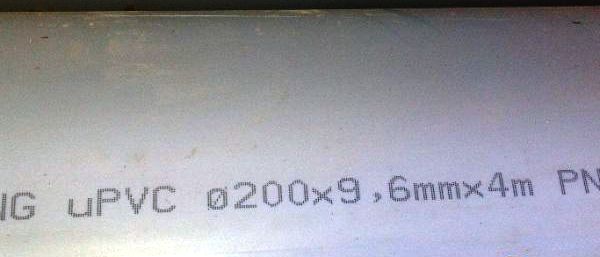 NG uPVC ø200x9,6mmx4m PN